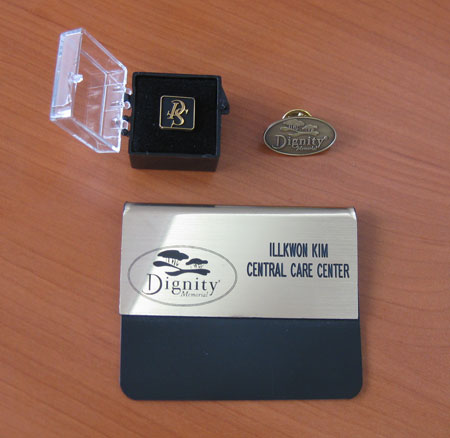 Dignity
Memorial
Dignity®
Memorial
ILLKWON KIM
CENTRAL CARE CENTER